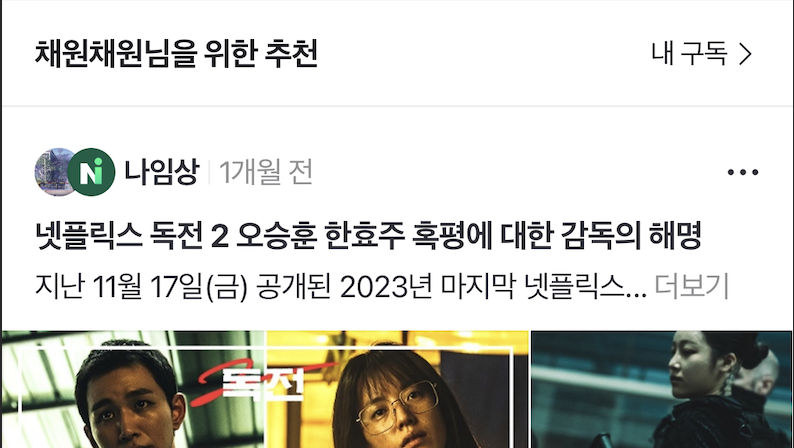 채원채원님을 위한 추천
내 구독 >
Ni 나임상 | 1개월 전
넷플릭스 독전 2 오승훈 한효주 혹평에 대한 감독의 해명
지난 11월 17일(금) 공개된 2023년 마지막 넷플릭스... 더보기
독전 2